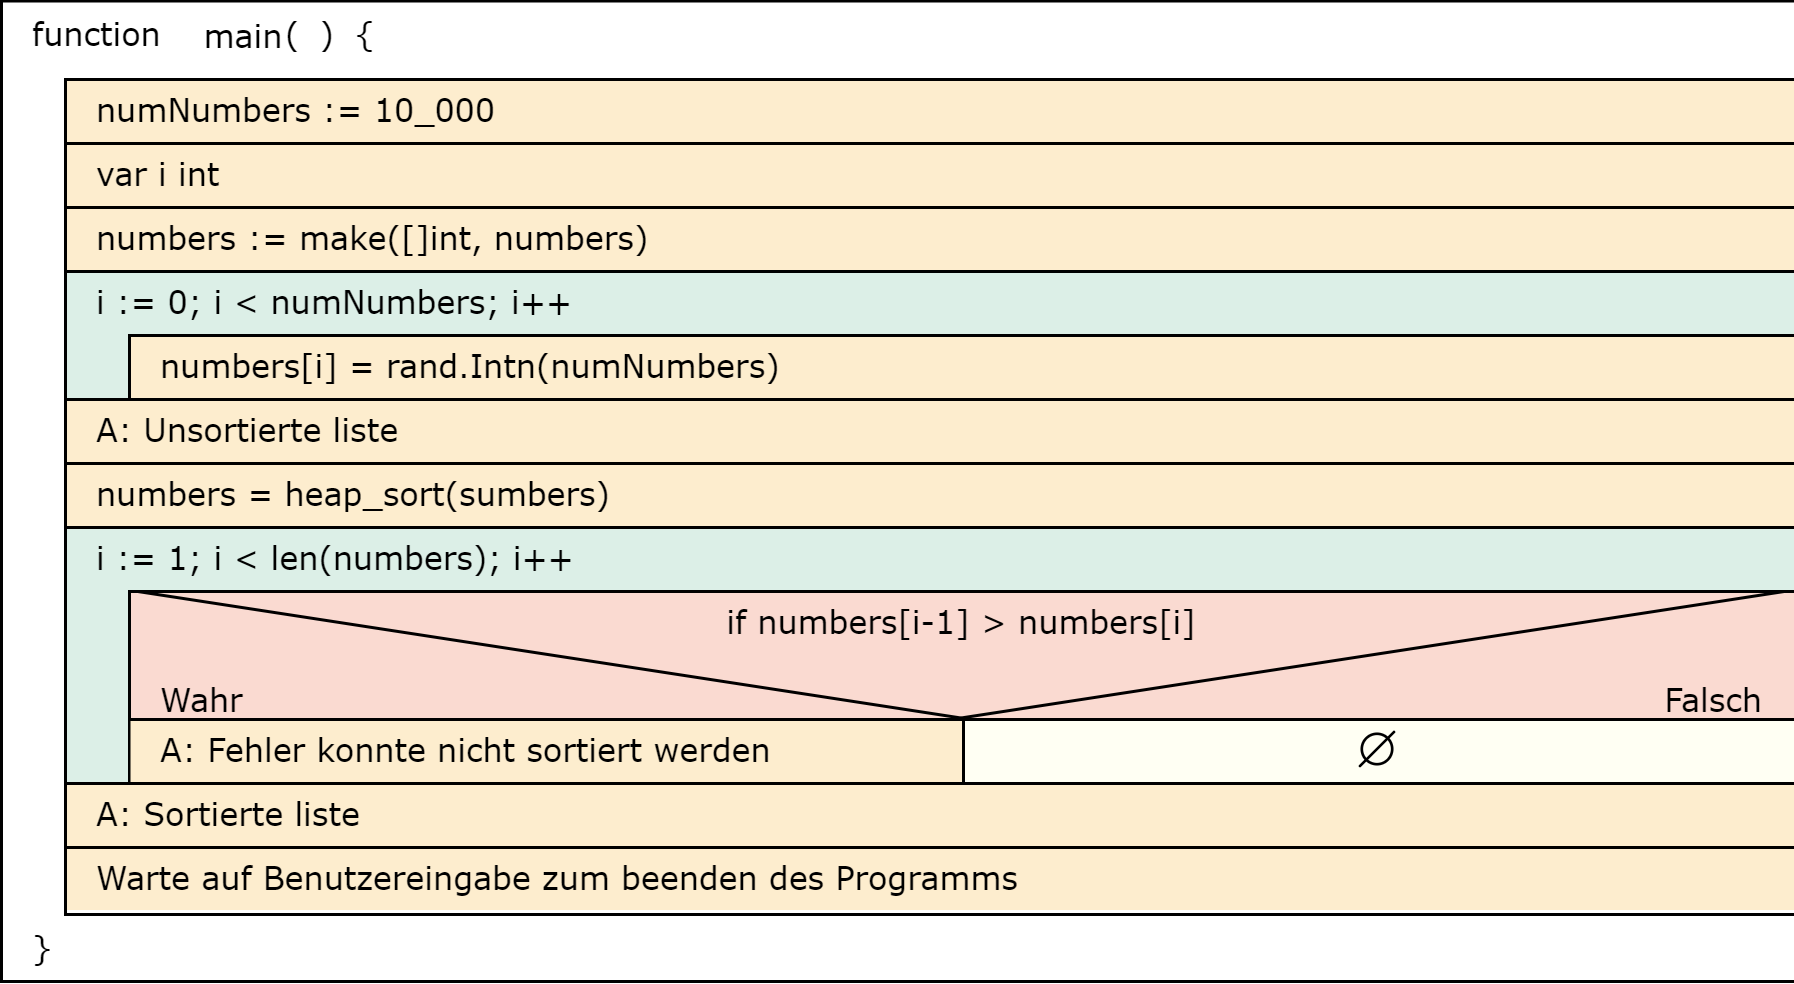 function main( ) {
numNumbers := 10_000
var i int
numbers := make([]int, numbers)
i := 0; i < numNumbers; i++
numbers[i] = rand.Intn(numNumbers)
A: Unsortierte liste
numbers = heap_sort(sumbers)
i := 1; i < len(numbers); i++
if numbers[i-1] > numbers[i]
Wahr Falsch
A: Fehler konnte nicht sortiert werden ∅
A: Sortierte liste
Warte auf Benutzereingabe zum beenden des Programms
}